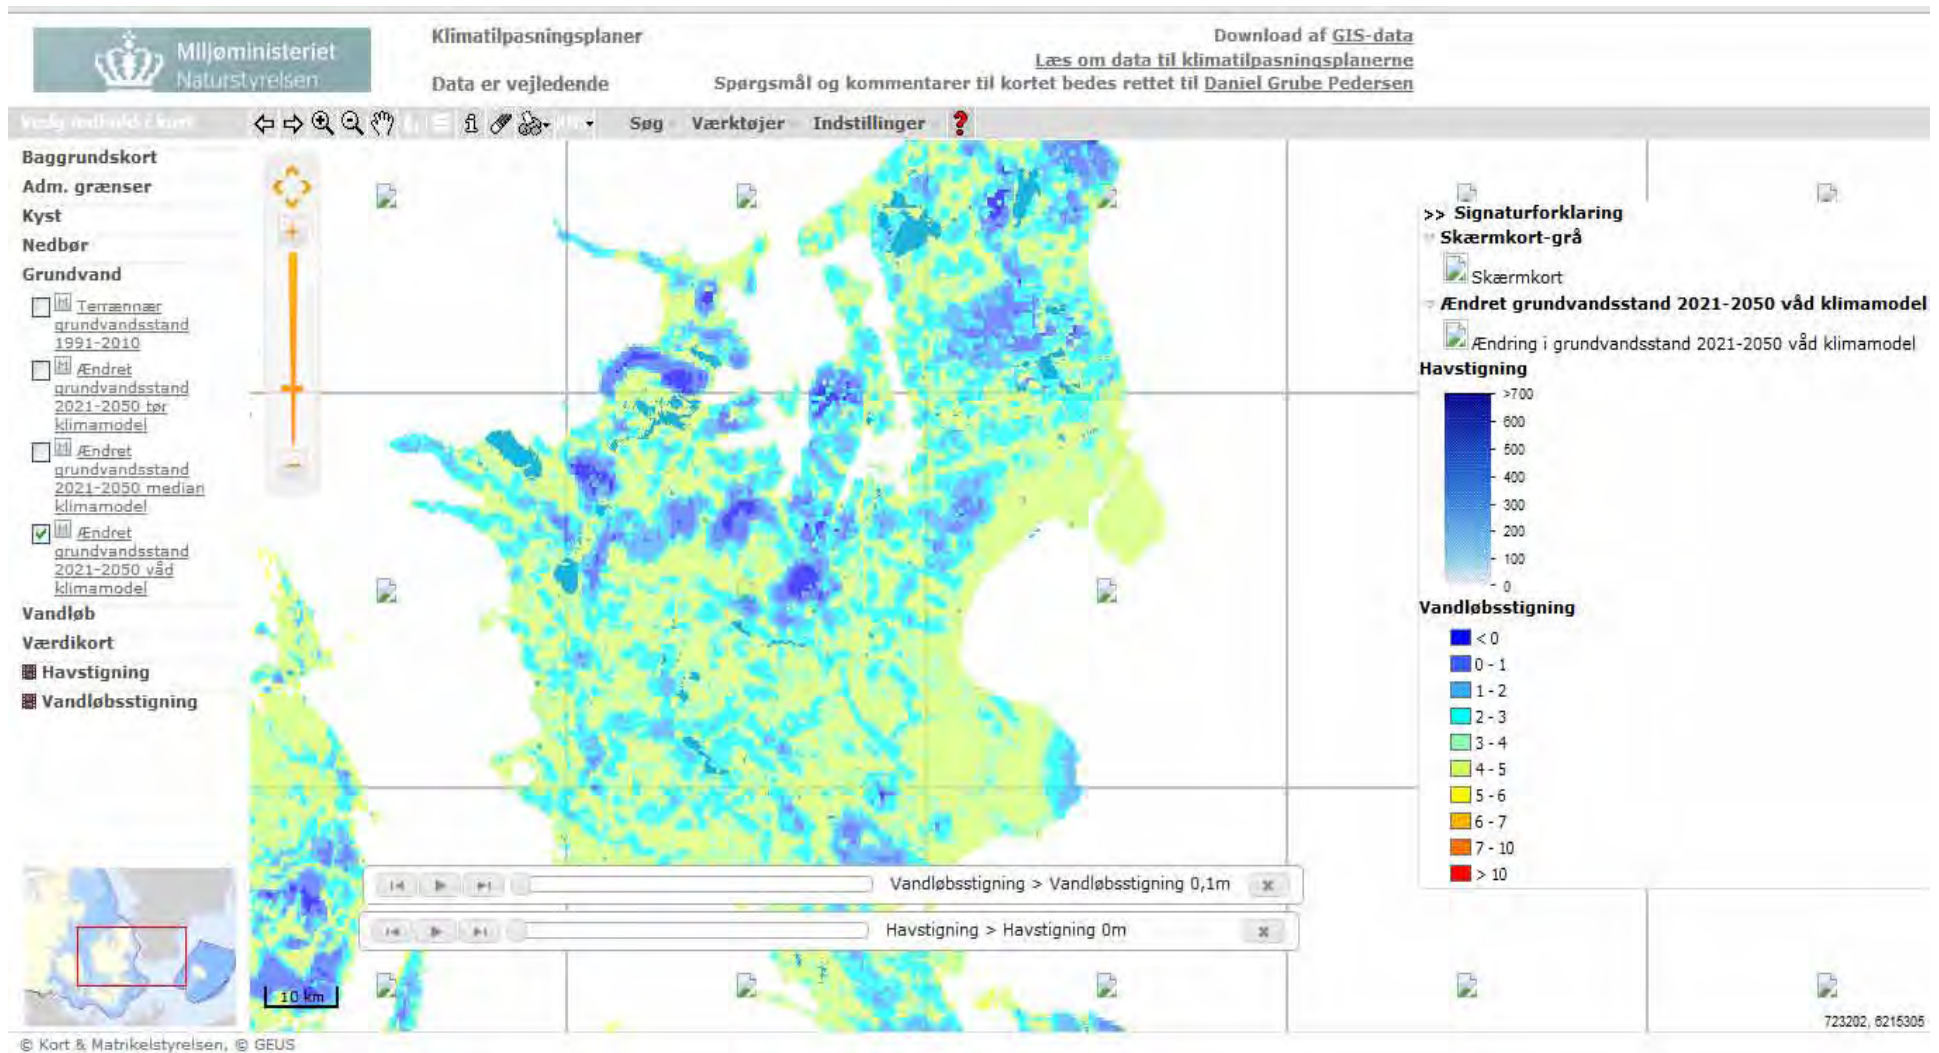 Miljøministeriet
Naturstyrelsen
Klimatilpasningsplaner
Data er vejledende
Download af GIS-data
Læs om data til klimatilpasningsplanerne
Spørgsmål og kommentarer til kortet bedes rettet til Daniel Grube Pedersen
Søg Værktøjer Indstillinger
Baggrundskort
Adm. grænser
Kyst
Nedbør
Grundvand
Terrænnær
grundvandsstand
1991-2010
Ændret
grundvandsstand
2021-2050 tør
klimamodel
Ændret
grundvandsstand
2021-2050 median
klimamodel
Ændret
grundvandsstand
2021-2050 våd
klimamodel
Vandløb
Værdikort
Havstigning
Vandløbsstigning
10 km
>> Signaturforklaring
Skærmkort-grå
Skærmkort
Ændret grundvandsstand 2021-2050 våd klimamodel
Ændring i grundvandsstand 2021-2050 våd klimamodel
Havstigning
>700
600
500
400
300
200
100
0
Vandløbsstigning
< 0
0 - 1
1 - 2
2 - 3
3 - 4
4 - 5
5 - 6
6 - 7
7 - 10
> 10
Vandløbsstigning > Vandløbsstigning 0,1m
Havstigning > Havstigning 0m
723202, 6215305
© Kort & Matrikelstyrelsen, © GEUS